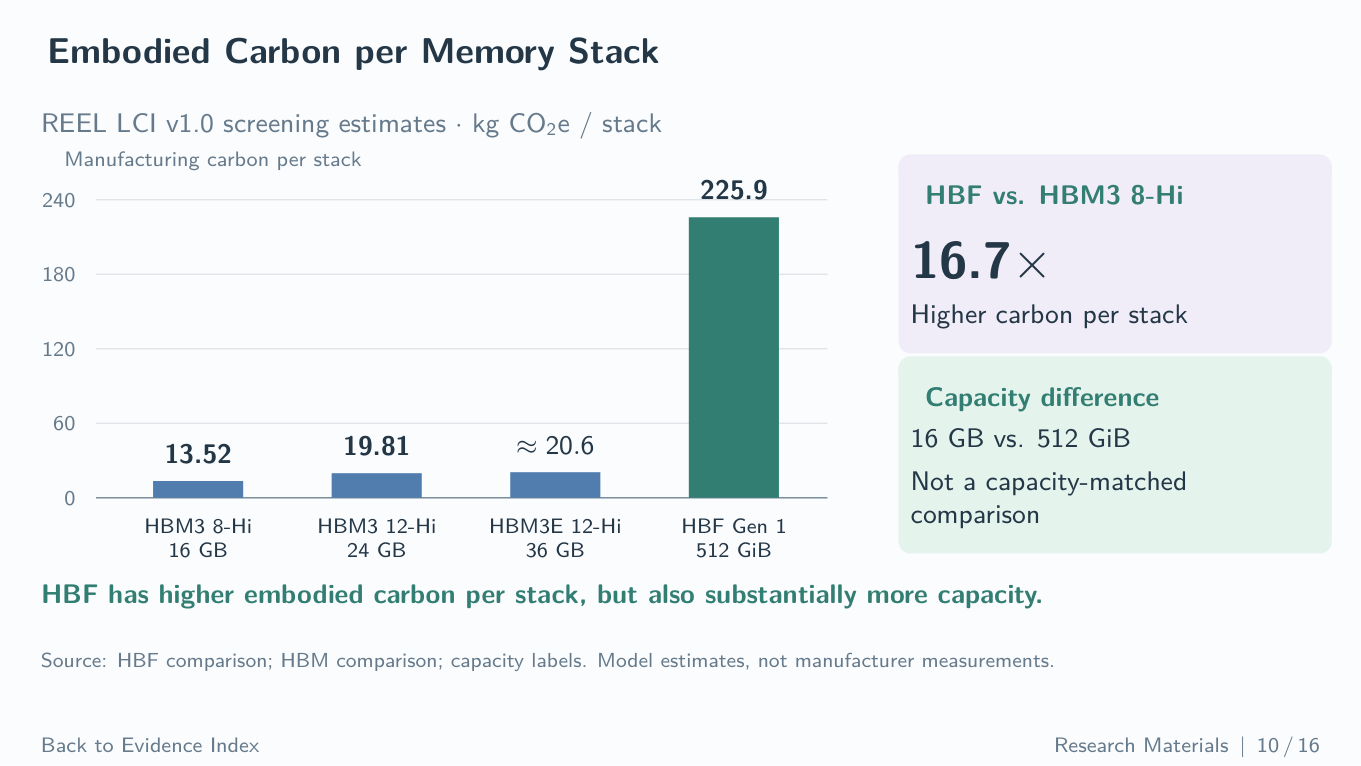 Embodied Carbon per Memory Stack
REEL LCI v1.0 screening estimates · kg CO₂e / stack
Manufacturing carbon per stack
240
180
120
60
0
13.52
19.81
≈ 20.6
225.9
HBM3 8-Hi
16 GB
HBM3 12-Hi
24 GB
HBM3E 12-Hi
36 GB
HBF Gen 1
512 GiB
HBF vs. HBM3 8-Hi
16.7×
Higher carbon per stack
Capacity difference
16 GB vs. 512 GiB
Not a capacity-matched
comparison
HBF has higher embodied carbon per stack, but also substantially more capacity.
Source: HBF comparison; HBM comparison; capacity labels. Model estimates, not manufacturer measurements.
Back to Evidence Index
Research Materials | 10 / 16